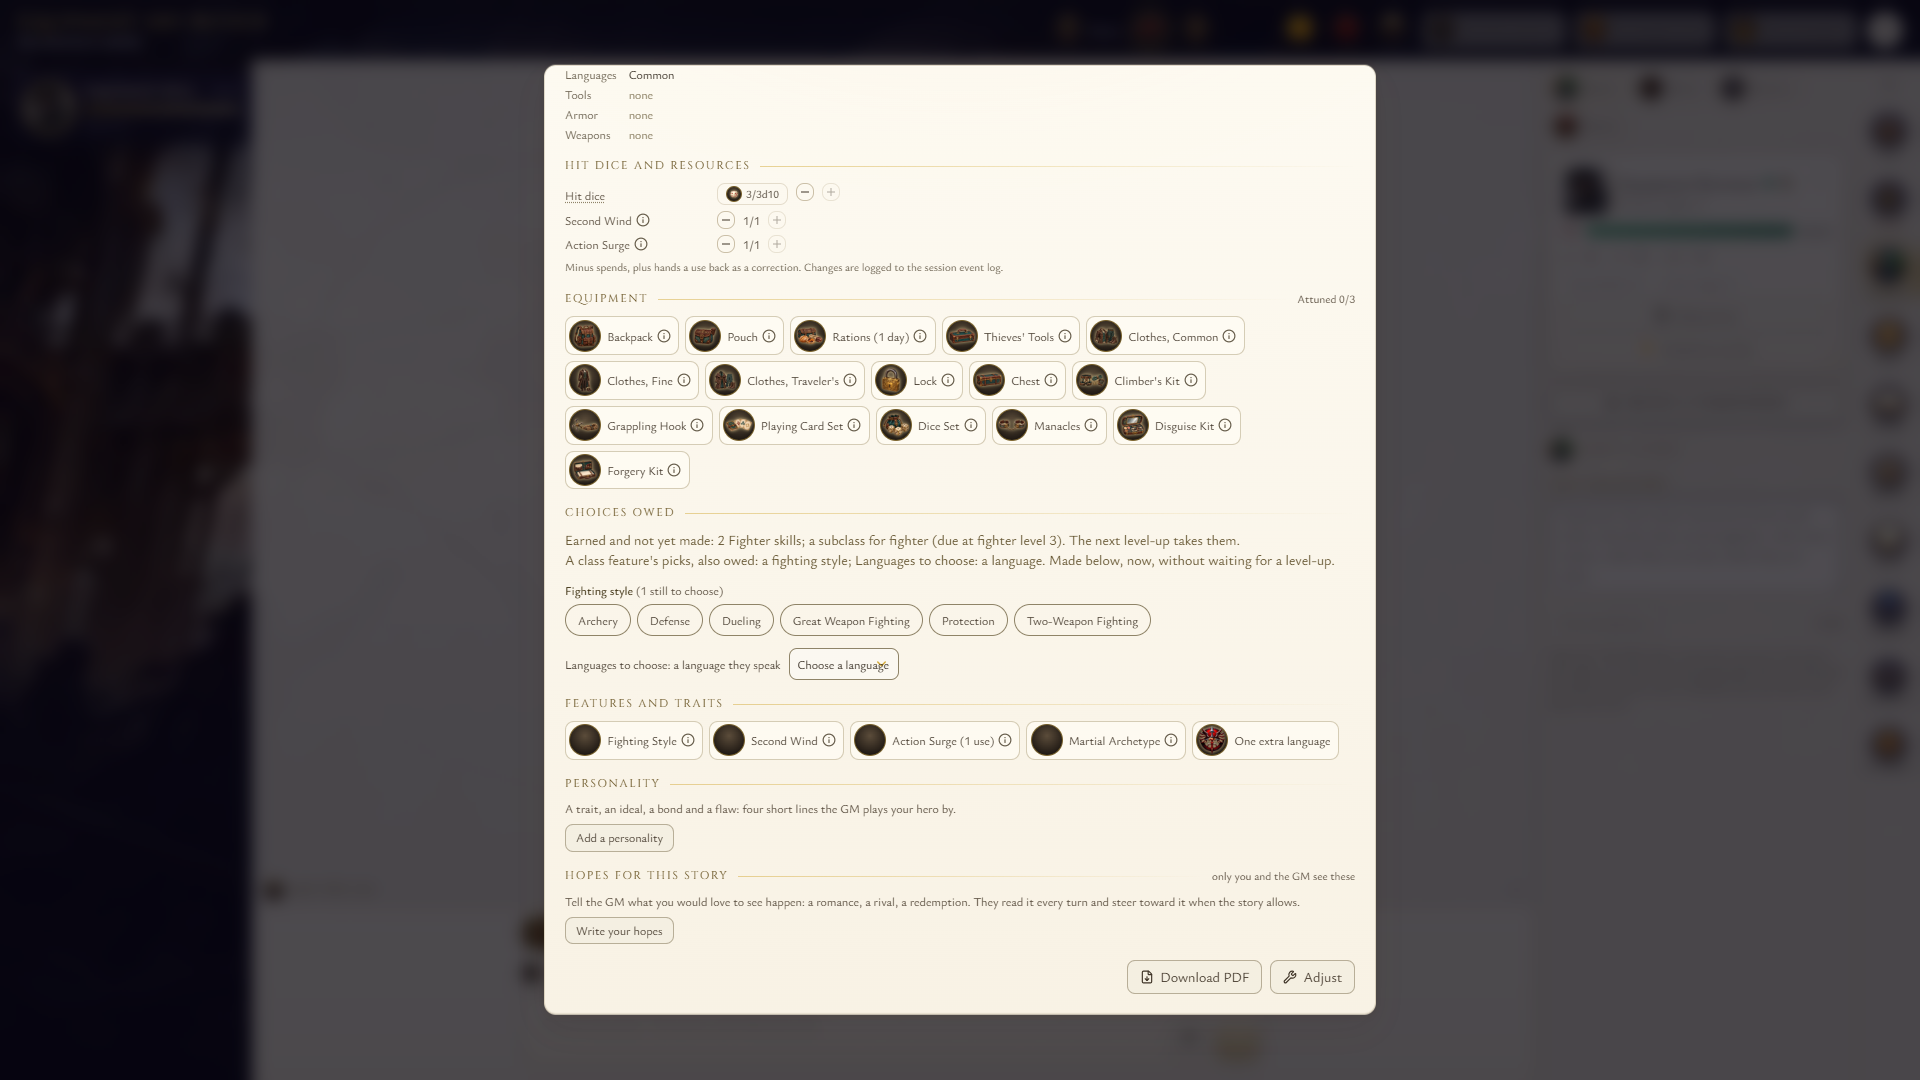 Languages Common
Tools none
Armor none
Weapons none
HIT DICE AND RESOURCES
Hit dice 3/3d10
Second Wind 1/1
Action Surge 1/1
Minus spends, plus hands a use back as a correction. Changes are logged to the session event log.
EQUIPMENT Attuned 0/3
Backpack Pouch Rations (1 day) Thieves' Tools Clothes, Common
Clothes, Fine Clothes, Traveler's Lock Chest Climber's Kit
Grappling Hook Playing Card Set Dice Set Manacles Disguise Kit
Forgery Kit
CHOICES OWED
Earned and not yet made: 2 Fighter skills; a subclass for fighter (due at fighter level 3). The next level-up takes them.
A class feature's picks, also owed: a fighting style; Languages to choose: a language. Made below, now, without waiting for a level-up.
Fighting style (1 still to choose)
Archery Defense Dueling Great Weapon Fighting Protection Two-Weapon Fighting
Languages to choose: a language they speak Choose a language
FEATURES AND TRAITS
Fighting Style Second Wind Action Surge (1 use) Martial Archetype One extra language
PERSONALITY
A trait, an ideal, a bond and a flaw: four short lines the GM plays your hero by.
Add a personality
HOPES FOR THIS STORY only you and the GM see these
Tell the GM what you would love to see happen: a romance, a rival, a redemption. They read it every turn and steer toward it when the story allows.
Write your hopes
Download PDF Adjust